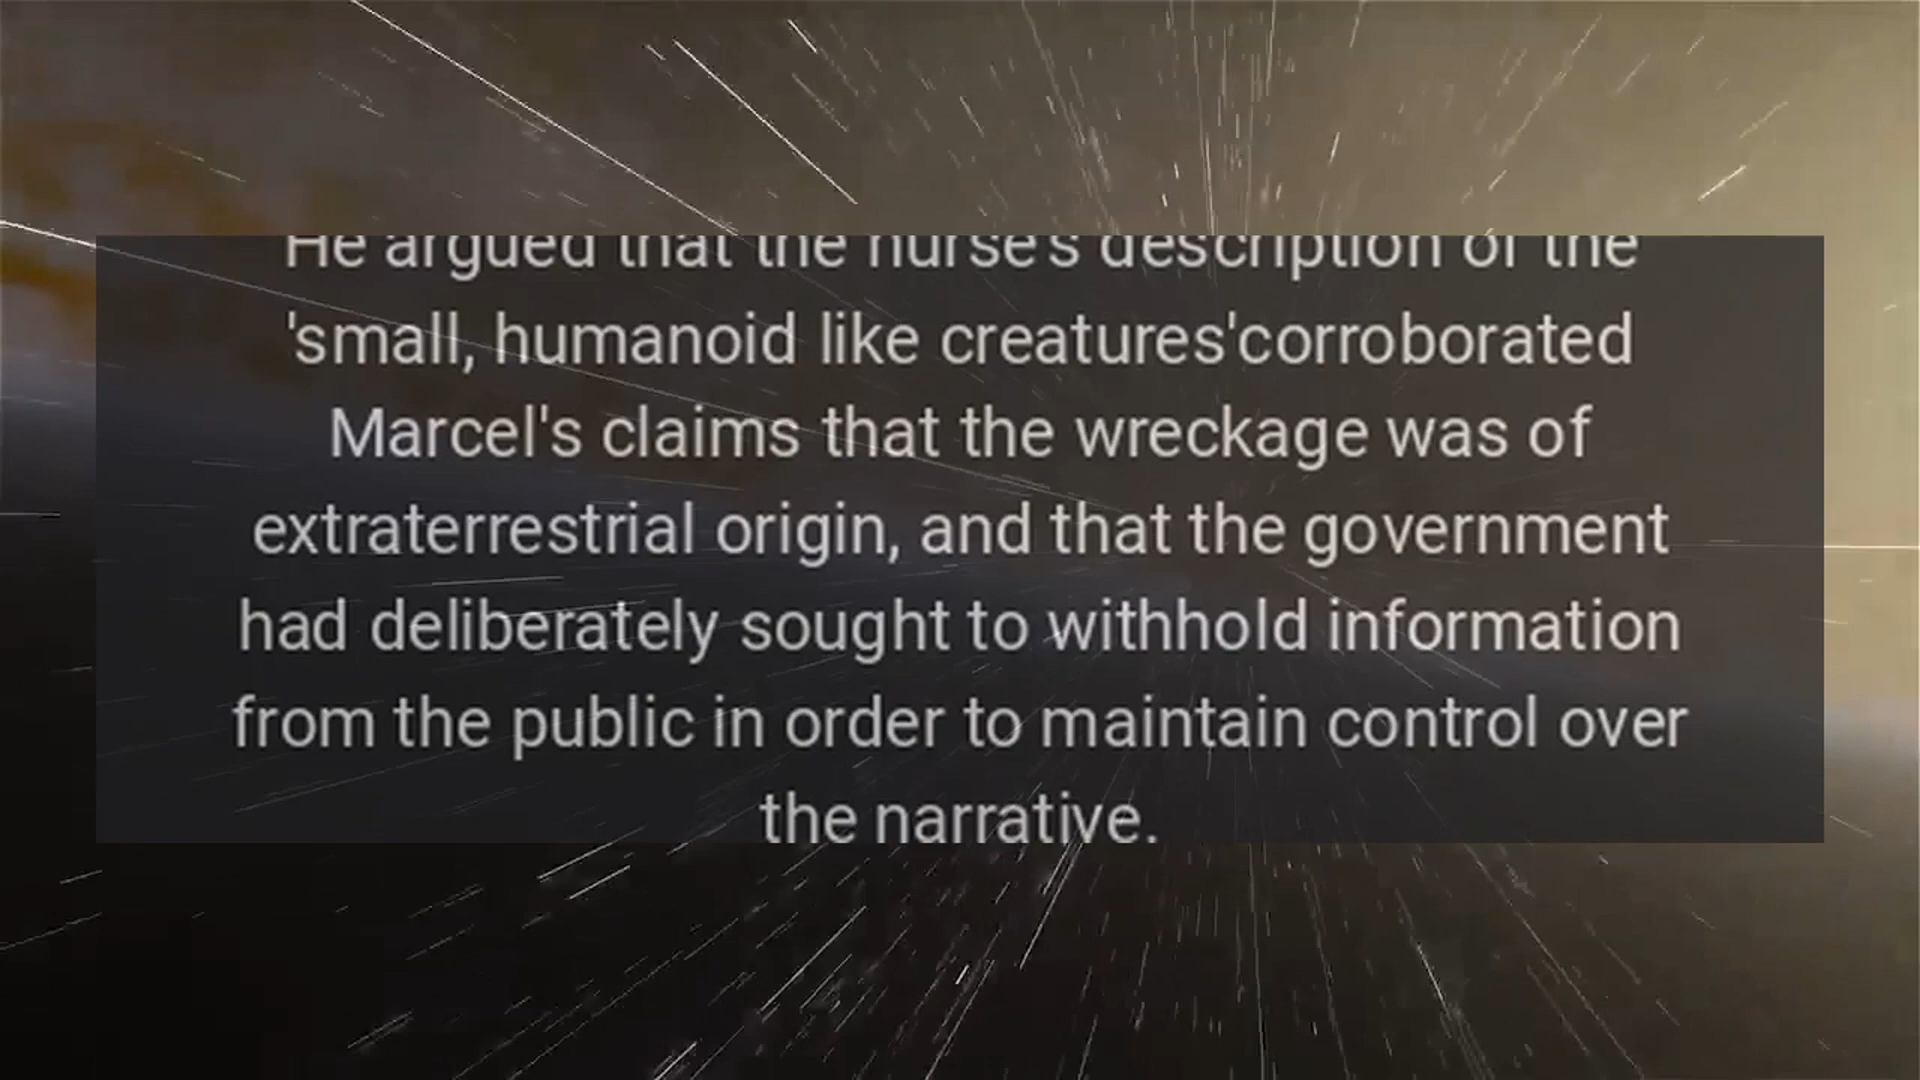 He argued that the nurse's description of the
'small, humanoid like creatures'corroborated
Marcel's claims that the wreckage was of
extraterrestrial origin, and that the government
had deliberately sought to withhold information
from the public in order to maintain control over
the narrative.